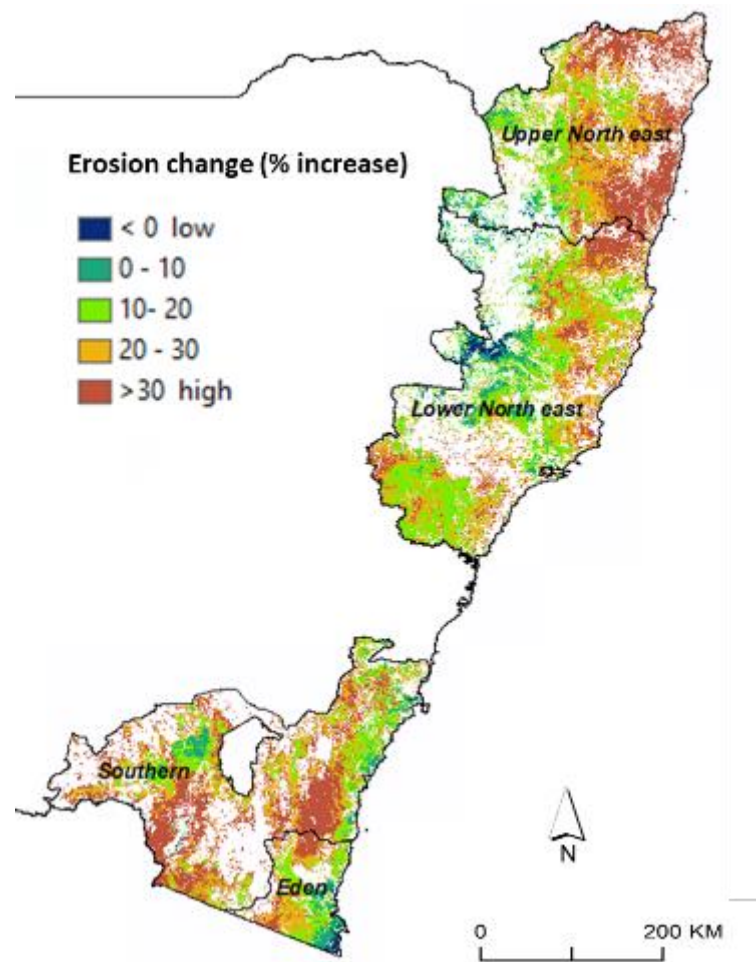 Upper North east
Erosion change (% increase)
< 0 low
0 - 10
10- 20
20 - 30
>30 high
Lower North east
Southern
Eden
N
0 200 KM